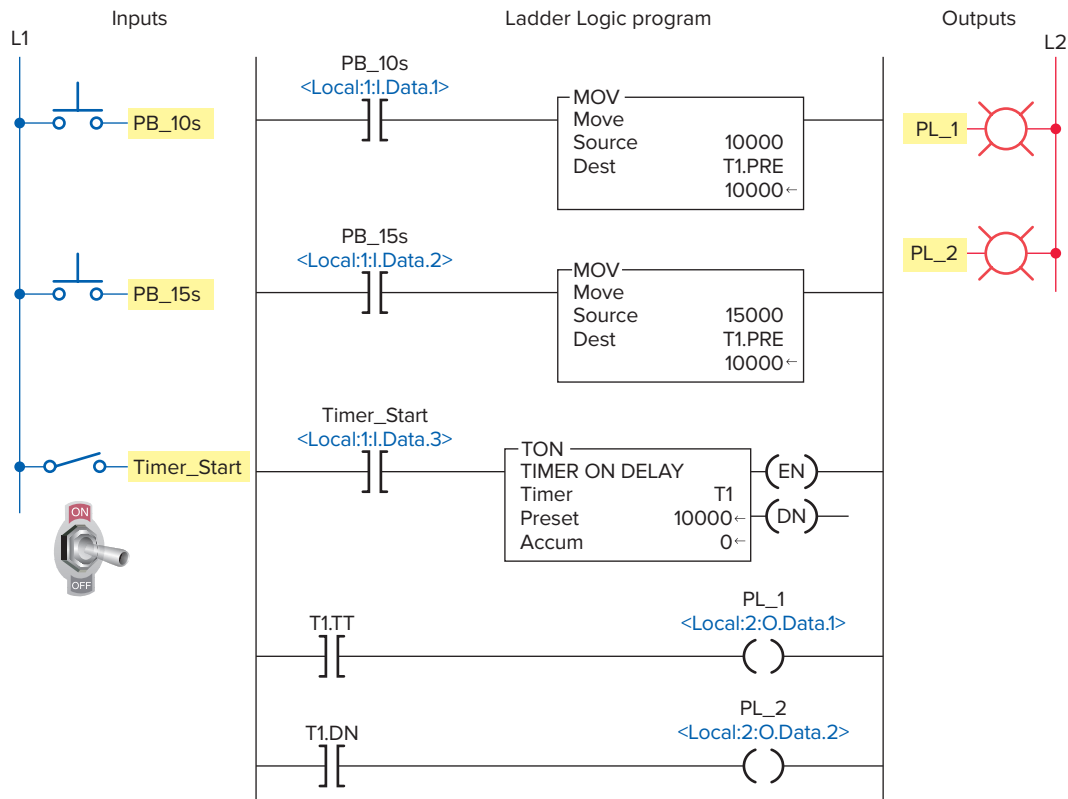 Inputs
Ladder Logic program
Outputs
L1
L2
PB_10s
<Local:1:I.Data.1>
PB_10s
MOV
Move
Source 10000
Dest T1.PRE
10000←
PL_1
PB_15s
<Local:1:I.Data.2>
PB_15s
MOV
Move
Source 15000
Dest T1.PRE
10000←
PL_2
Timer_Start
<Local:1:I.Data.3>
Timer_Start
TON
TIMER ON DELAY
Timer T1
Preset 10000←
Accum 0←
EN
DN
ON
OFF
T1.TT
PL_1
<Local:2:O.Data.1>
T1.DN
PL_2
<Local:2:O.Data.2>